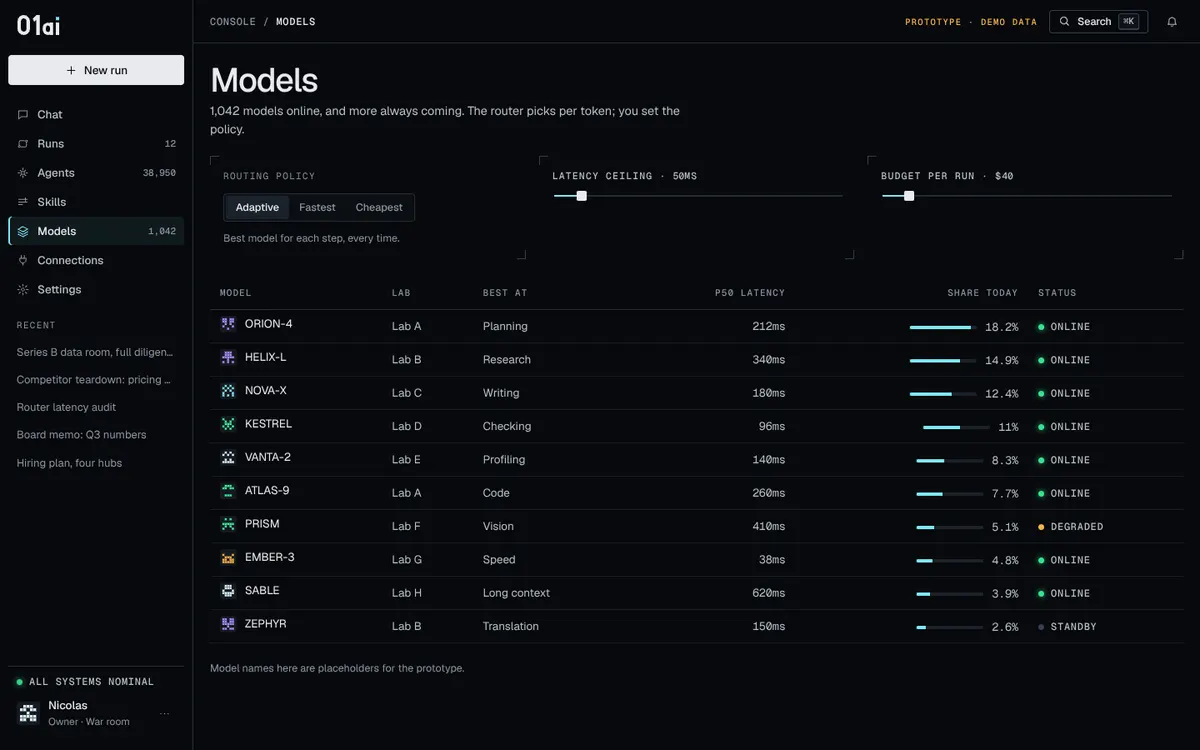 01ai
CONSOLE / MODELS
PROTOTYPE · DEMO DATA
Search ⌘K
+ New run
Chat
Runs 12
Agents 38,950
Skills
Models 1,042
Connections
Settings
RECENT
Series B data room, full diligen…
Competitor teardown: pricing …
Router latency audit
Board memo: Q3 numbers
Hiring plan, four hubs
ALL SYSTEMS NOMINAL
Nicolas
Owner · War room
Models
1,042 models online, and more always coming. The router picks per token; you set the
policy.
ROUTING POLICY
Adaptive Fastest Cheapest
Best model for each step, every time.
LATENCY CEILING · 50MS
BUDGET PER RUN · $40
MODEL LAB BEST AT P50 LATENCY SHARE TODAY STATUS
ORION-4 Lab A Planning 212ms 18.2% ONLINE
HELIX-L Lab B Research 340ms 14.9% ONLINE
NOVA-X Lab C Writing 180ms 12.4% ONLINE
KESTREL Lab D Checking 96ms 11% ONLINE
VANTA-2 Lab E Profiling 140ms 8.3% ONLINE
ATLAS-9 Lab A Code 260ms 7.7% ONLINE
PRISM Lab F Vision 410ms 5.1% DEGRADED
EMBER-3 Lab G Speed 38ms 4.8% ONLINE
SABLE Lab H Long context 620ms 3.9% ONLINE
ZEPHYR Lab B Translation 150ms 2.6% STANDBY
Model names here are placeholders for the prototype.